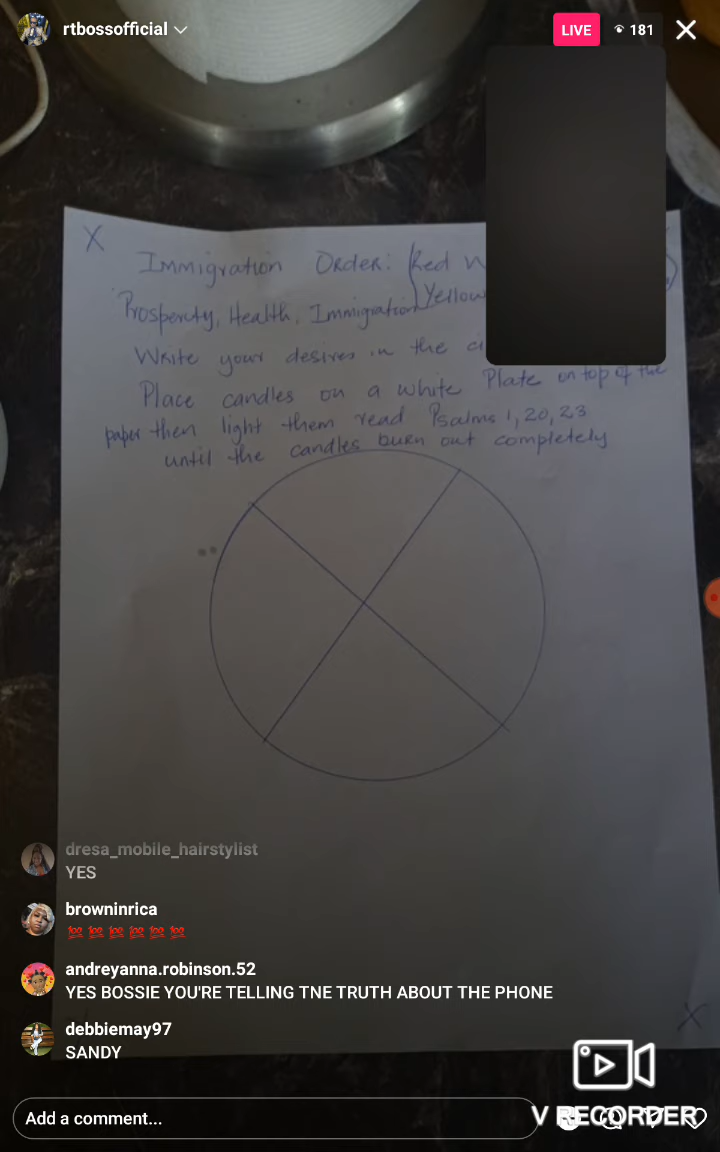 rtbossofficial
LIVE 181
X
Immigration Order: (Red
Prosperity, Health, Immigration Yellow
Write your desires in the
Place candles on a white Plate on top of the
paper then light them read Psalms 1, 20, 23
until the candles burn out completely
dresa_mobile_hairstylist
YES
browninrica
💯💯💯💯💯💯
andreyanna.robinson.52
YES BOSSIE YOU'RE TELLING TNE TRUTH ABOUT THE PHONE
debbiemay97
SANDY
X
Add a comment...
V RECORDER